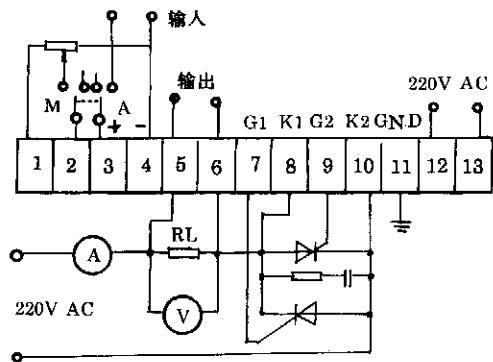 输入
输出
220V AC
M
A
+
-
G1 K1 G2 K2 GND
1 2 3 4 5 6 7 8 9 10 11 12 13
A
RL
V
220V AC